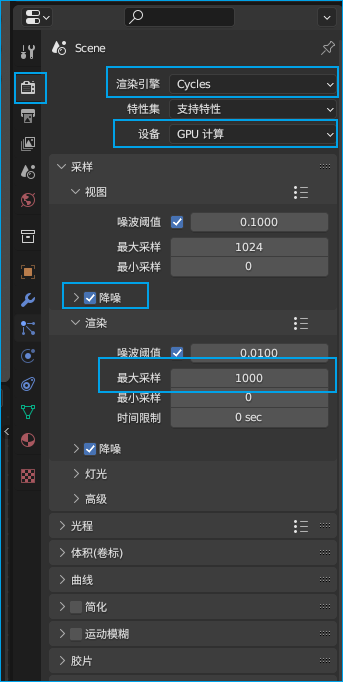 Scene
渲染引擎 Cycles
特性集 支持特性
设备 GPU 计算
采样
视图
噪波阈值 0.1000
最大采样 1024
最小采样 0
降噪
渲染
噪波阈值 0.0100
最大采样 1000
最小采样 0
时间限制 0 sec
降噪
灯光
高级
光程
体积(卷标)
曲线
简化
运动模糊
胶片